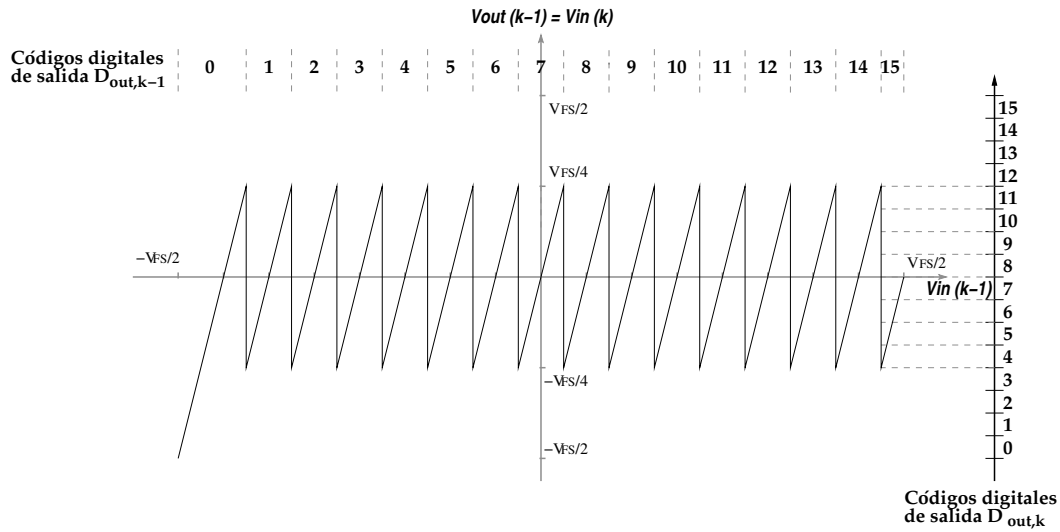 Vout (k−1) = Vin (k)
Códigos digitales
de salida Dout,k−1
0 1 2 3 4 5 6 7 8 9 10 11 12 13 14 15
VFS/2
VFS/4
−VFS/2
VFS/2
Vin (k−1)
−VFS/4
−VFS/2
15
14
13
12
11
10
9
8
7
6
5
4
3
2
1
0
Códigos digitales
de salida Dout,k